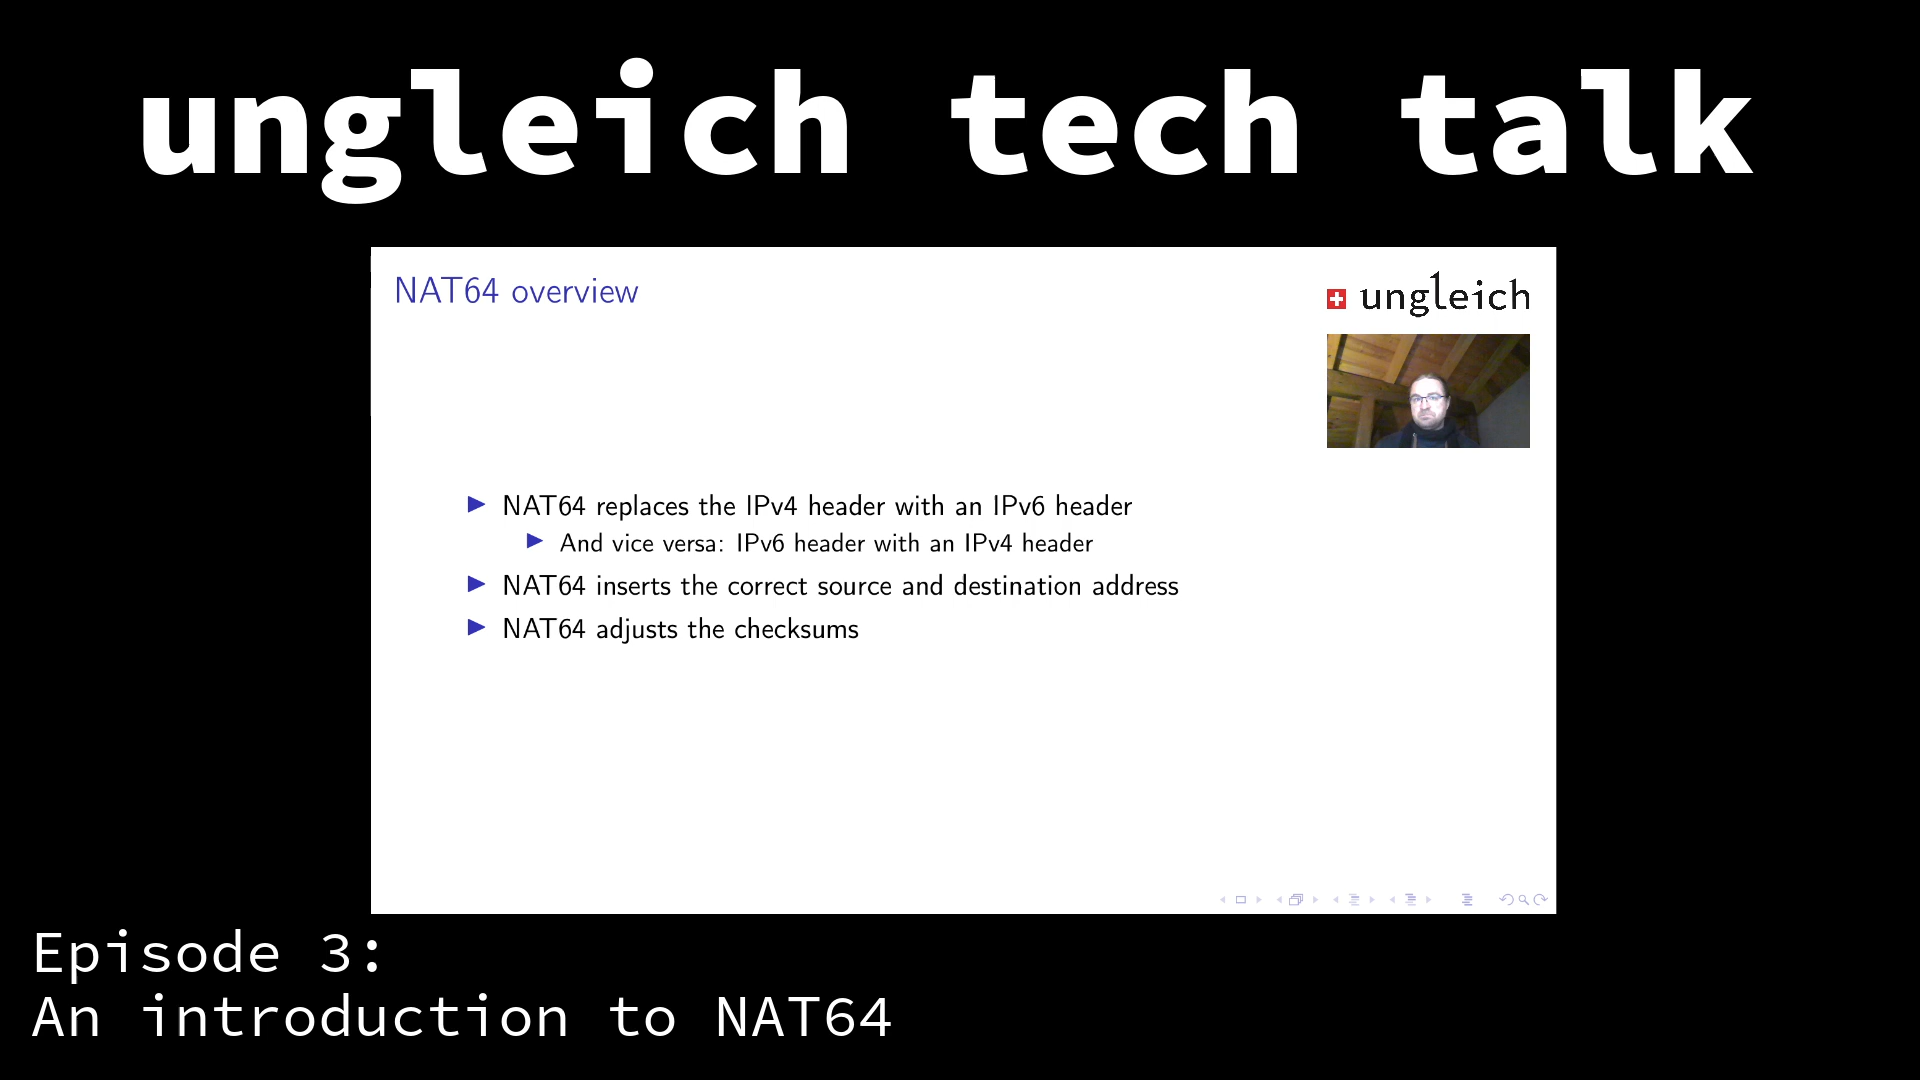 ungleich tech talk
NAT64 overview
ungleich
NAT64 replaces the IPv4 header with an IPv6 header
And vice versa: IPv6 header with an IPv4 header
NAT64 inserts the correct source and destination address
NAT64 adjusts the checksums
Episode 3:
An introduction to NAT64